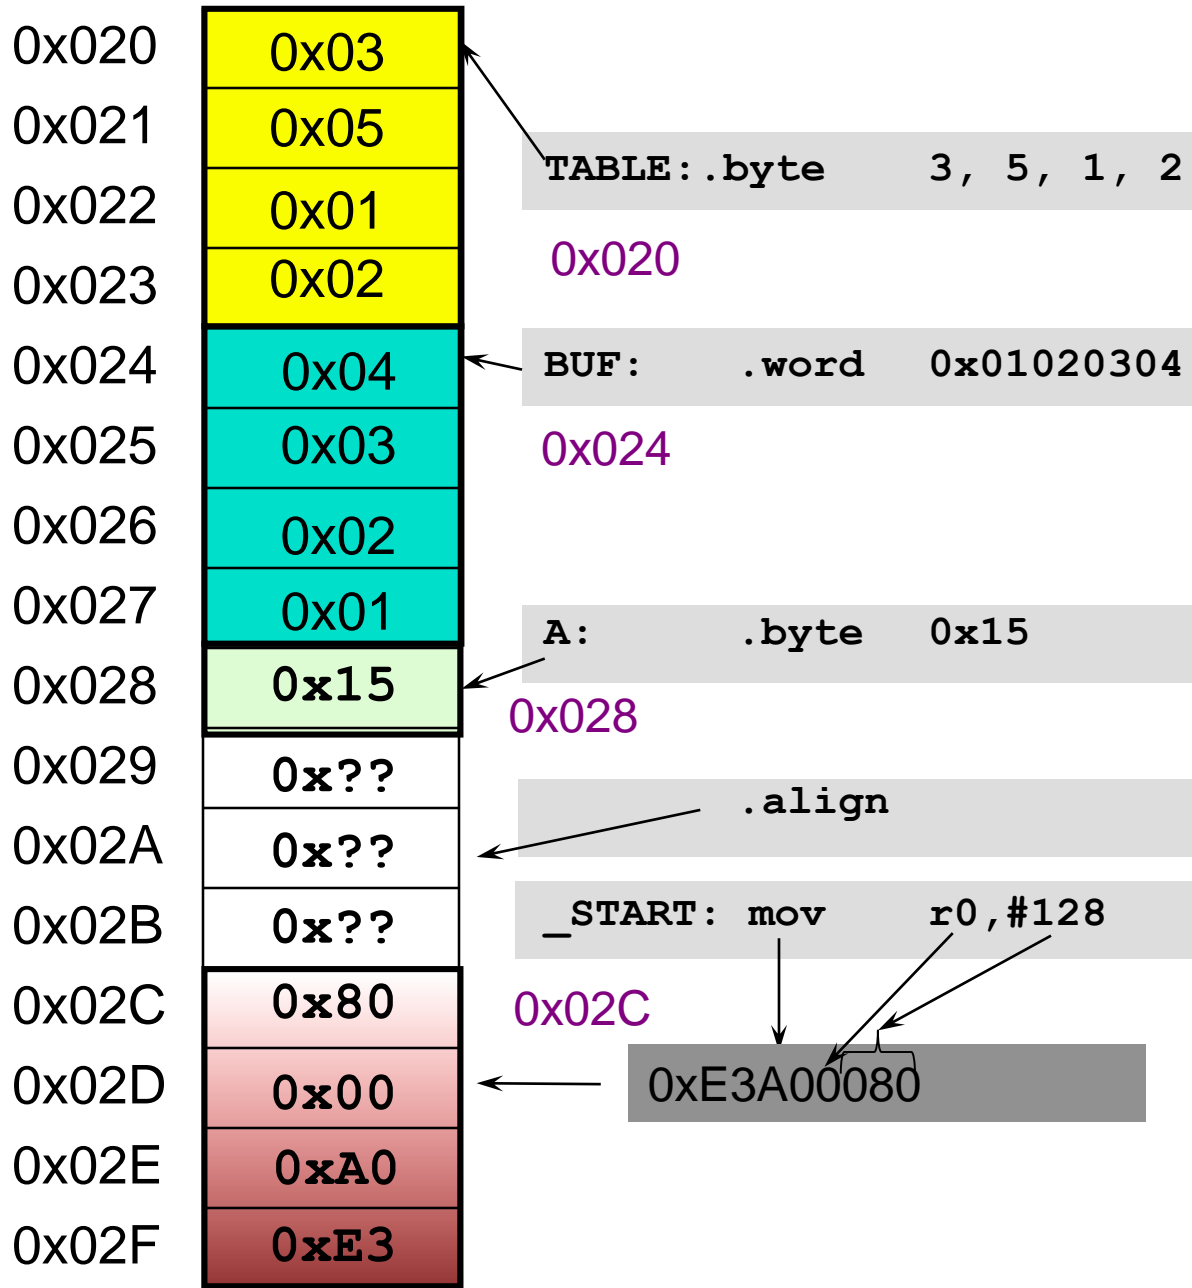 0x020 0x03
0x021 0x05
TABLE:.byte 3, 5, 1, 2
0x022 0x01
0x020
0x023 0x02
0x024 0x04
BUF: .word 0x01020304
0x025 0x03
0x024
0x026 0x02
0x027 0x01
A: .byte 0x15
0x028 0x15
0x028
0x029 0x??
.align
0x02A 0x??
0x02B 0x??
_START: mov r0,#128
0x02C 0x80
0x02C
0x02D 0x00
0xE3A00080
0x02E 0xA0
0x02F 0xE3